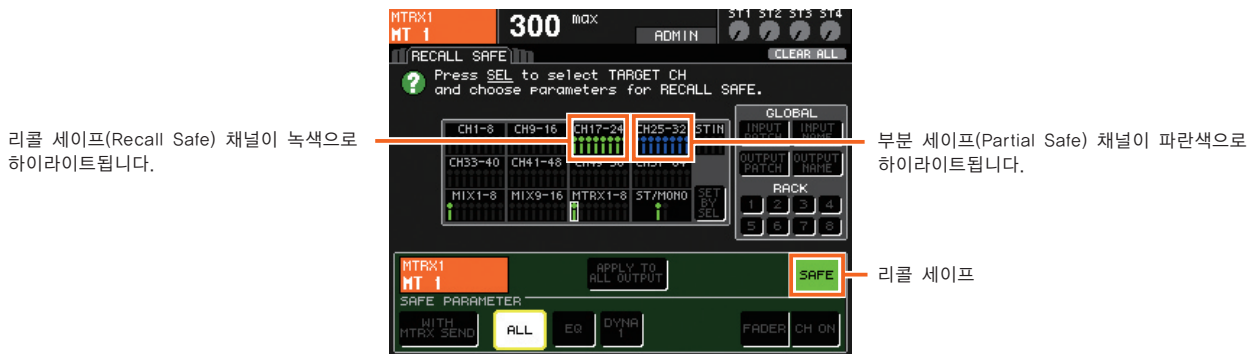 MTRX1
MT 1
300 max
ADMIN
ST1 ST2 ST3 ST4
RECALL SAFE
CLEAR ALL
Press SEL to select TARGET CH
and choose parameters for RECALL SAFE.
CH1-8 CH9-16 CH17-24 CH25-32 STIN
CH33-40 CH41-48 CH49-56 CH57-64
MIX1-8 MIX9-16 MTRX1-8 ST/MONO
SET BY SEL
GLOBAL
INPUT PATCH INPUT NAME
OUTPUT PATCH OUTPUT NAME
RACK
1 2 3 4
5 6 7 8
리콜 세이프(Recall Safe) 채널이 녹색으로
하이라이트됩니다.
부분 세이프(Partial Safe) 채널이 파란색으로
하이라이트됩니다.
MTRX1
MT 1
APPLY TO
ALL OUTPUT
SAFE
리콜 세이프
SAFE PARAMETER
WITH
MTRX SEND
ALL
EQ
DYNA
1
FADER
CH ON